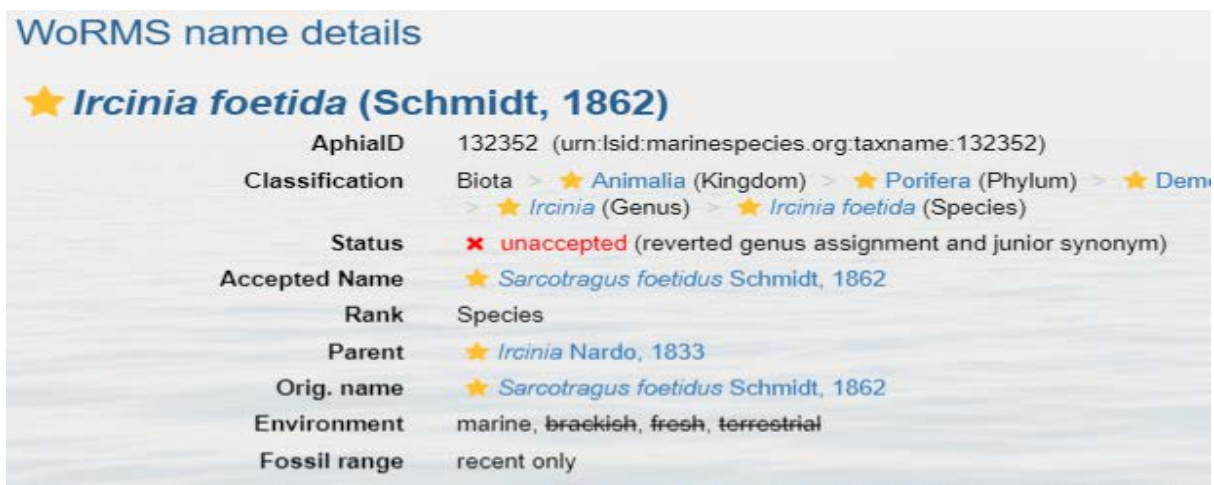 WoRMS name details
Ircinia foetida (Schmidt, 1862)
AphiaID 132352 (urn:lsid:marinespecies.org:taxname:132352)
Classification Biota > Animalia (Kingdom) > Porifera (Phylum) > Dem
> Ircinia (Genus) > Ircinia foetida (Species)
Status unaccepted (reverted genus assignment and junior synonym)
Accepted Name Sarcotragus foetidus Schmidt, 1862
Rank Species
Parent Ircinia Nardo, 1833
Orig. name Sarcotragus foetidus Schmidt, 1862
Environment marine, brackish, fresh, terrestrial
Fossil range recent only